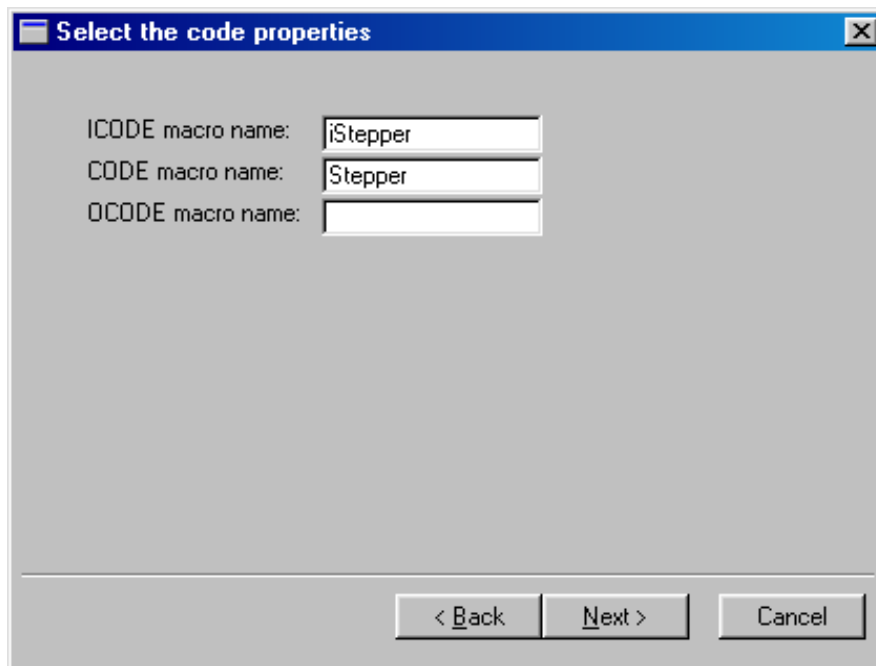 Select the code properties
ICODE macro name: iStepper
CODE macro name: Stepper
OCODE macro name:
< Back Next > Cancel